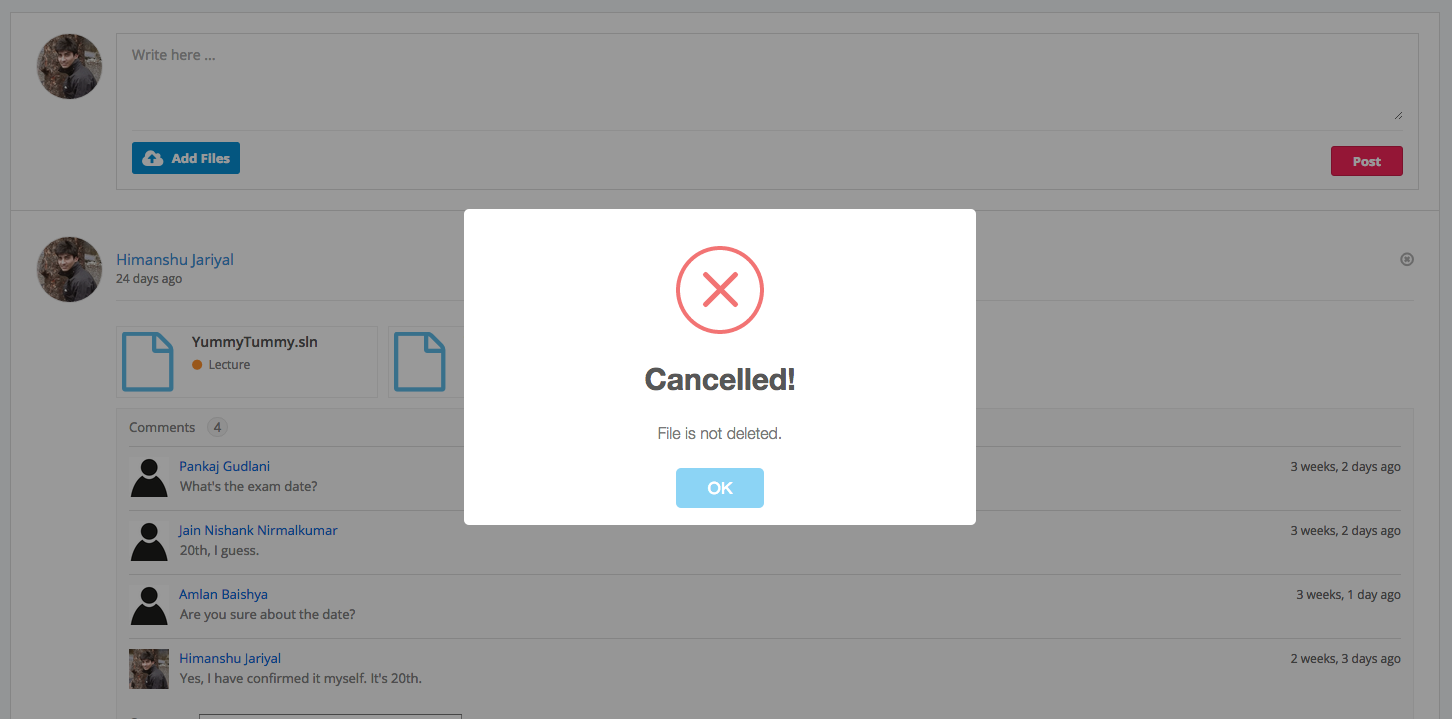 Write here ...
Add Files
Post
Himanshu Jariyal
24 days ago
YummyTummy.sln
Lecture
Cancelled!
File is not deleted.
OK
Comments 4
Pankaj Gudlani
3 weeks, 2 days ago
What's the exam date?
Jain Nishank Nirmalkumar
3 weeks, 2 days ago
20th, I guess.
Amlan Baishya
3 weeks, 1 day ago
Are you sure about the date?
Himanshu Jariyal
2 weeks, 3 days ago
Yes, I have confirmed it myself. It's 20th.